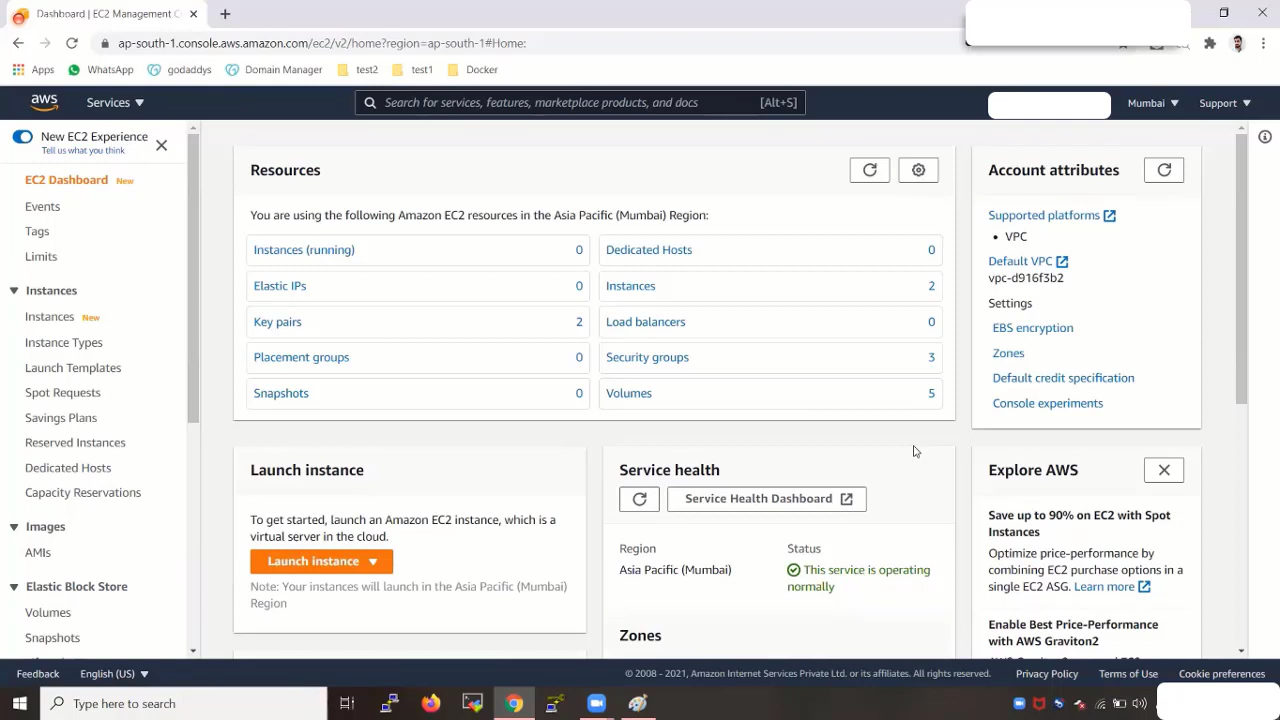 Dashboard | EC2 Management C
ap-south-1.console.aws.amazon.com/ec2/v2/home?region=ap-south-1#Home:
Apps WhatsApp godaddys Domain Manager test2 test1 Docker
aws Services Search for services, features, marketplace products, and docs [Alt+S] Mumbai Support
New EC2 Experience
Tell us what you think
EC2 Dashboard New
Events
Tags
Limits
Instances
Instances New
Instance Types
Launch Templates
Spot Requests
Savings Plans
Reserved Instances
Dedicated Hosts
Capacity Reservations
Images
AMIs
Elastic Block Store
Volumes
Snapshots
Resources
You are using the following Amazon EC2 resources in the Asia Pacific (Mumbai) Region:
Instances (running) 0 Dedicated Hosts 0
Elastic IPs 0 Instances 2
Key pairs 2 Load balancers 0
Placement groups 0 Security groups 3
Snapshots 0 Volumes 5
Launch instance
To get started, launch an Amazon EC2 instance, which is a
virtual server in the cloud.
Launch instance
Note: Your instances will launch in the Asia Pacific (Mumbai)
Region
Service health
Service Health Dashboard
Region Status
Asia Pacific (Mumbai) This service is operating
normally
Zones
Account attributes
Supported platforms
• VPC
Default VPC
vpc-d916f3b2
Settings
EBS encryption
Zones
Default credit specification
Console experiments
Explore AWS
Save up to 90% on EC2 with Spot
Instances
Optimize price-performance by
combining EC2 purchase options in a
single EC2 ASG. Learn more
Enable Best Price-Performance
with AWS Graviton2
Feedback English (US) © 2008 - 2021, Amazon Internet Services Private Ltd. or its affiliates. All rights reserved. Privacy Policy Terms of Use Cookie preferences
Type here to search